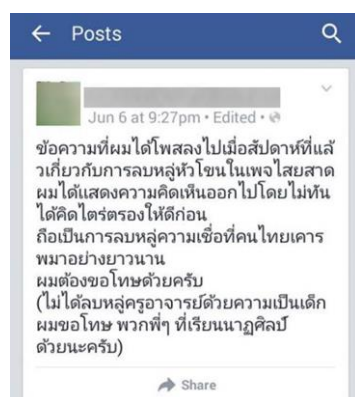 Posts
Jun 6 at 9:27pm • Edited •
ข้อความที่ผมได้โพสลงไปเมื่อสัปดาห์ที่แล้
วเกี่ยวกับการลบหลู่หัวโขนในเพจไสยสาด
ผมได้แสดงความคิดเห็นออกไปโดยไม่ทัน
ได้คิดไตร่ตรองให้ดีก่อน
ถือเป็นการลบหลู่ความเชื่อที่คนไทยเคาร
พมาอย่างยาวนาน
ผมต้องขอโทษด้วยครับ
(ไม่ได้ลบหลู่ครูอาจารย์ด้วยความเป็นเด็ก
ผมขอโทษ พวกพี่ๆ ที่เรียนนาฏศิลป์
ด้วยนะครับ)
Share